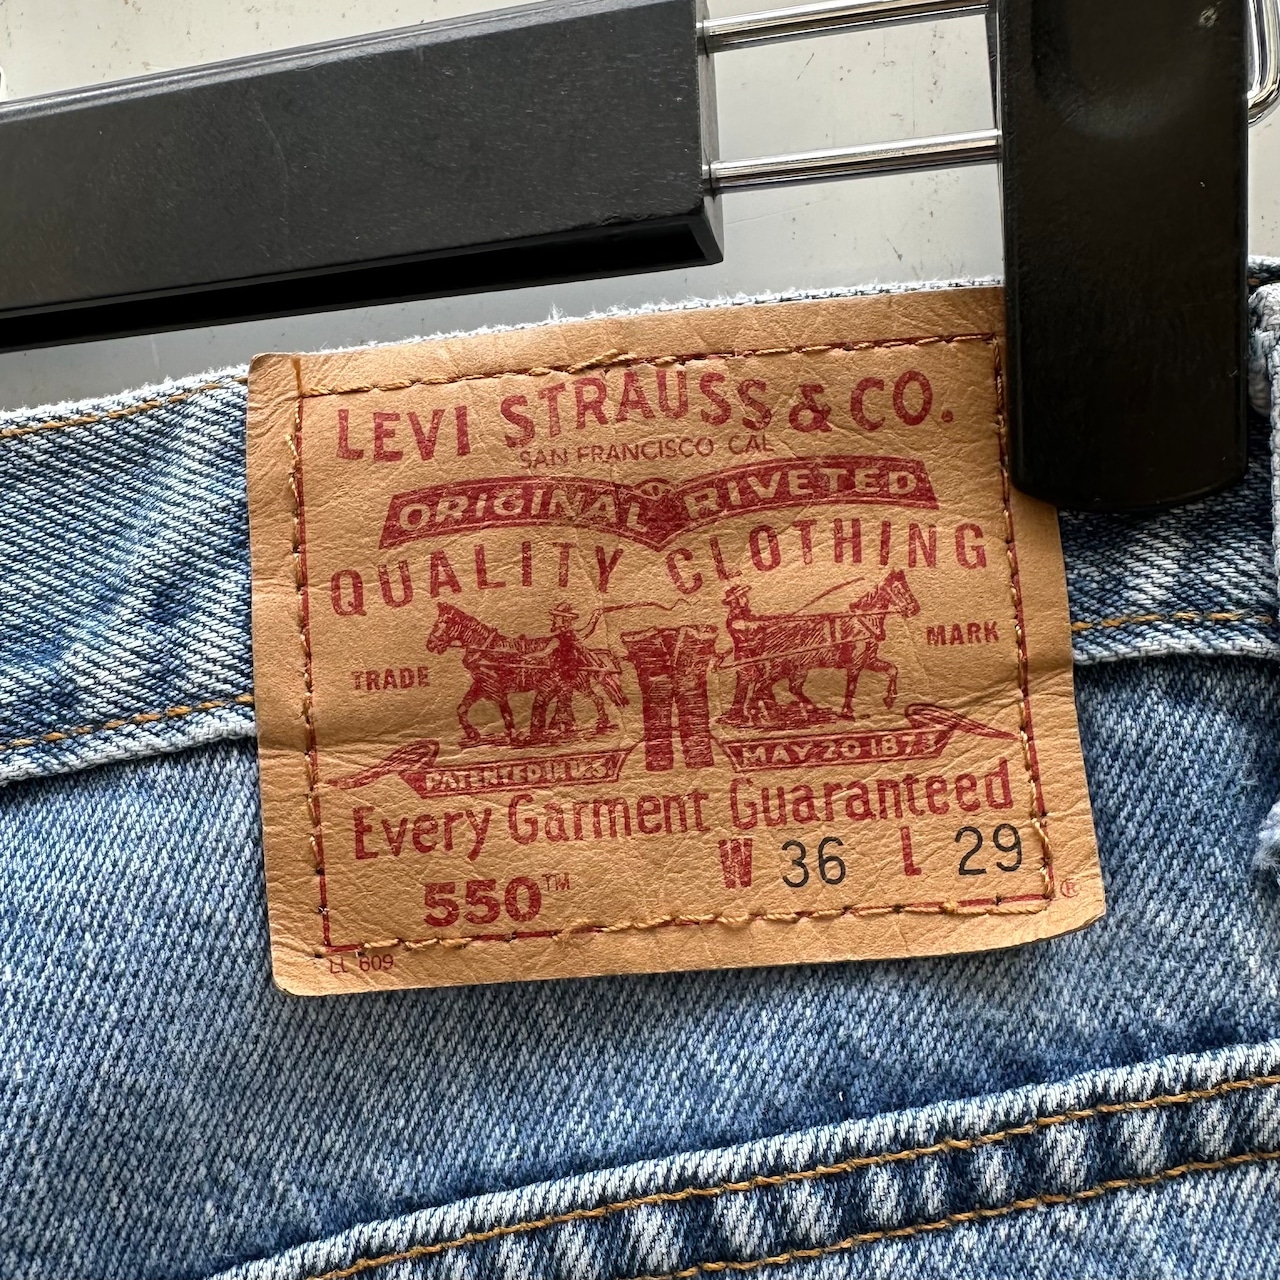 LEVI STRAUSS & CO.
SAN FRANCISCO CAL
ORIGINAL RIVETED
QUALITY CLOTHING
TRADE MARK
PATENTED IN U.S. MAY 20 1873
Every Garment Guaranteed
W 36 L 29
550™
®
LL 609